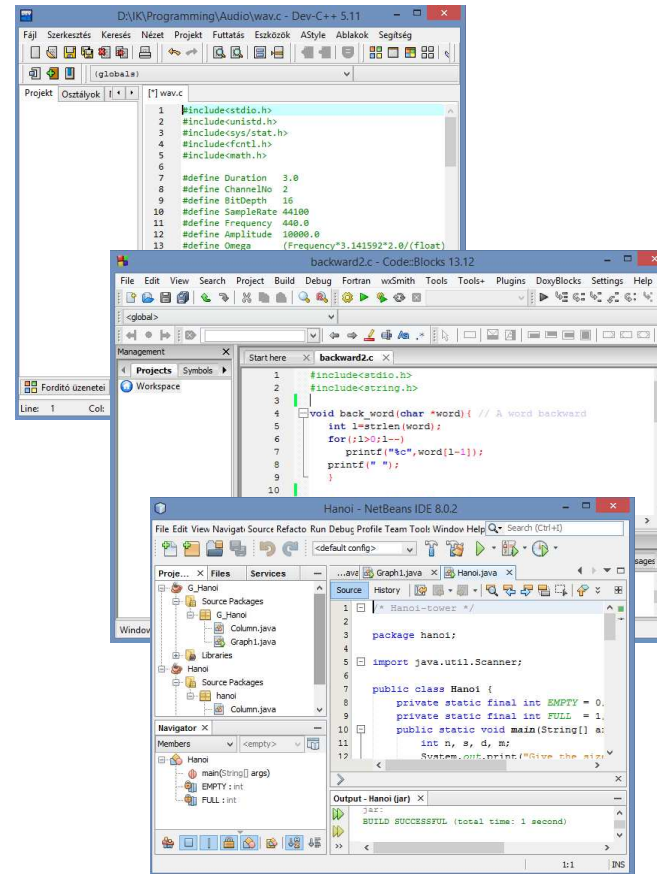 D:\IK\Programming\Audio\wav.c - Dev-C++ 5.11
Fájl Szerkesztés Keresés Nézet Projekt Futtatás Eszközök AStyle Ablakok Segítség
(globals)
Projekt Osztályok
[*] wav.c
1 #include<stdio.h>
2 #include<unistd.h>
3 #include<sys/stat.h>
4 #include<fcntl.h>
5 #include<math.h>
6
7 #define Duration 3.0
8 #define ChannelNo 2
9 #define BitDepth 16
10 #define SampleRate 44100
11 #define Frequency 440.0
12 #define Amplitude 10000.0
13 #define Omega (Frequency*3.141592*2.0/(float)
Fordító üzenetei
Line: 1 Col:
backward2.c - Code::Blocks 13.12
File Edit View Search Project Build Debug Fortran wxSmith Tools Tools+ Plugins DoxyBlocks Settings Help
<global>
Management
Projects Symbols
Workspace
Start here backward2.c
1 #include<stdio.h>
2 #include<string.h>
3
4 void back_word(char *word){ // A word backward
5 int l=strlen(word);
6 for(;l>0;l--)
7 printf("%c",word[l-1]);
8 printf(" ");
9 }
10
Window
sages
Hanoi - NetBeans IDE 8.0.2
File Edit View Navigat Source Refacto Run Debug Profile Team Tools Window Help Search (Ctrl+I)
<default config>
Proje... Files Services
G_Hanoi
Source Packages
G_Hanoi
Column.java
Graph1.java
Libraries
Hanoi
Source Packages
hanoi
Column.java
...ava Graph1.java Hanoi.java
Source History
1 /* Hanoi-tower */
2
3 package hanoi;
4
5 import java.util.Scanner;
6
7 public class Hanoi {
8 private static final int EMPTY = 0,
9 private static final int FULL = 1,
10 public static void main(String[] a
11 int n, s, d, m;
12 System.out.print("Give the siz
Navigator
Members <empty>
Hanoi
main(String[] args)
EMPTY : int
FULL : int
Output - Hanoi (jar)
jar:
BUILD SUCCESSFUL (total time: 1 second)
1:1 INS